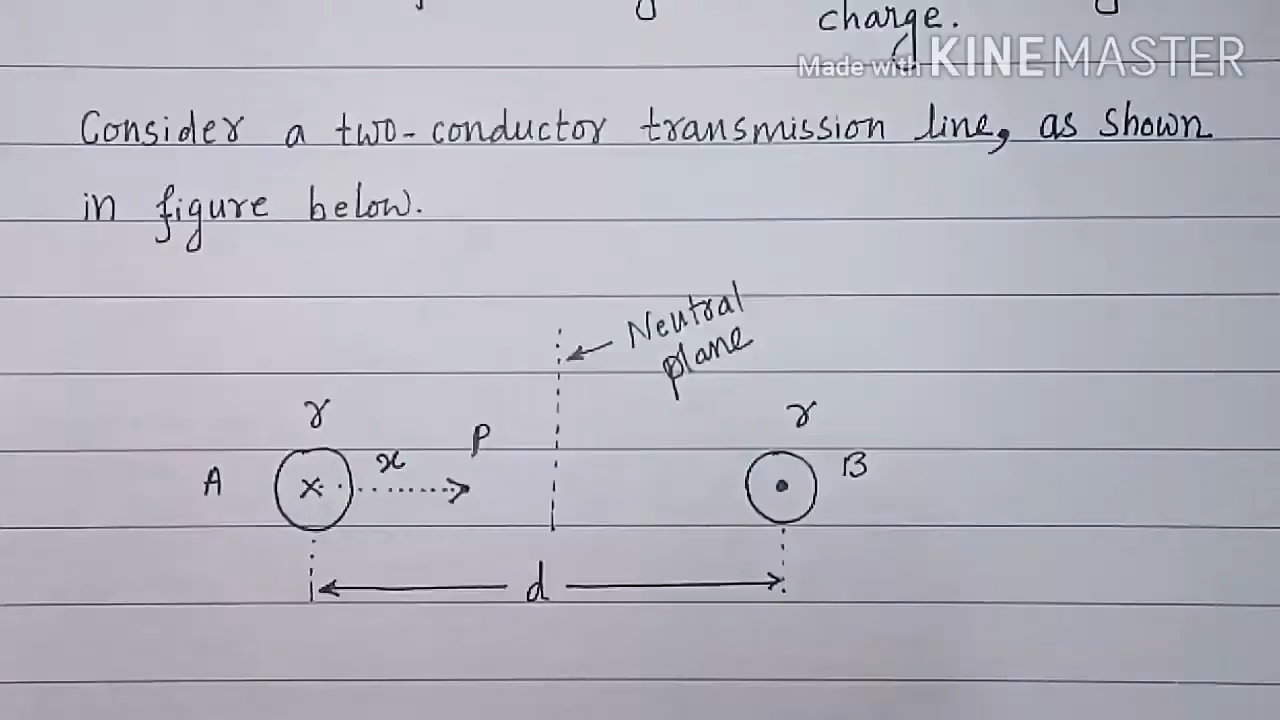 charge.
Made with KINEMASTER
Consider a two-conductor transmission line, as shown
in figure below.
Neutral
plane
r
r
P
A
x
B
d